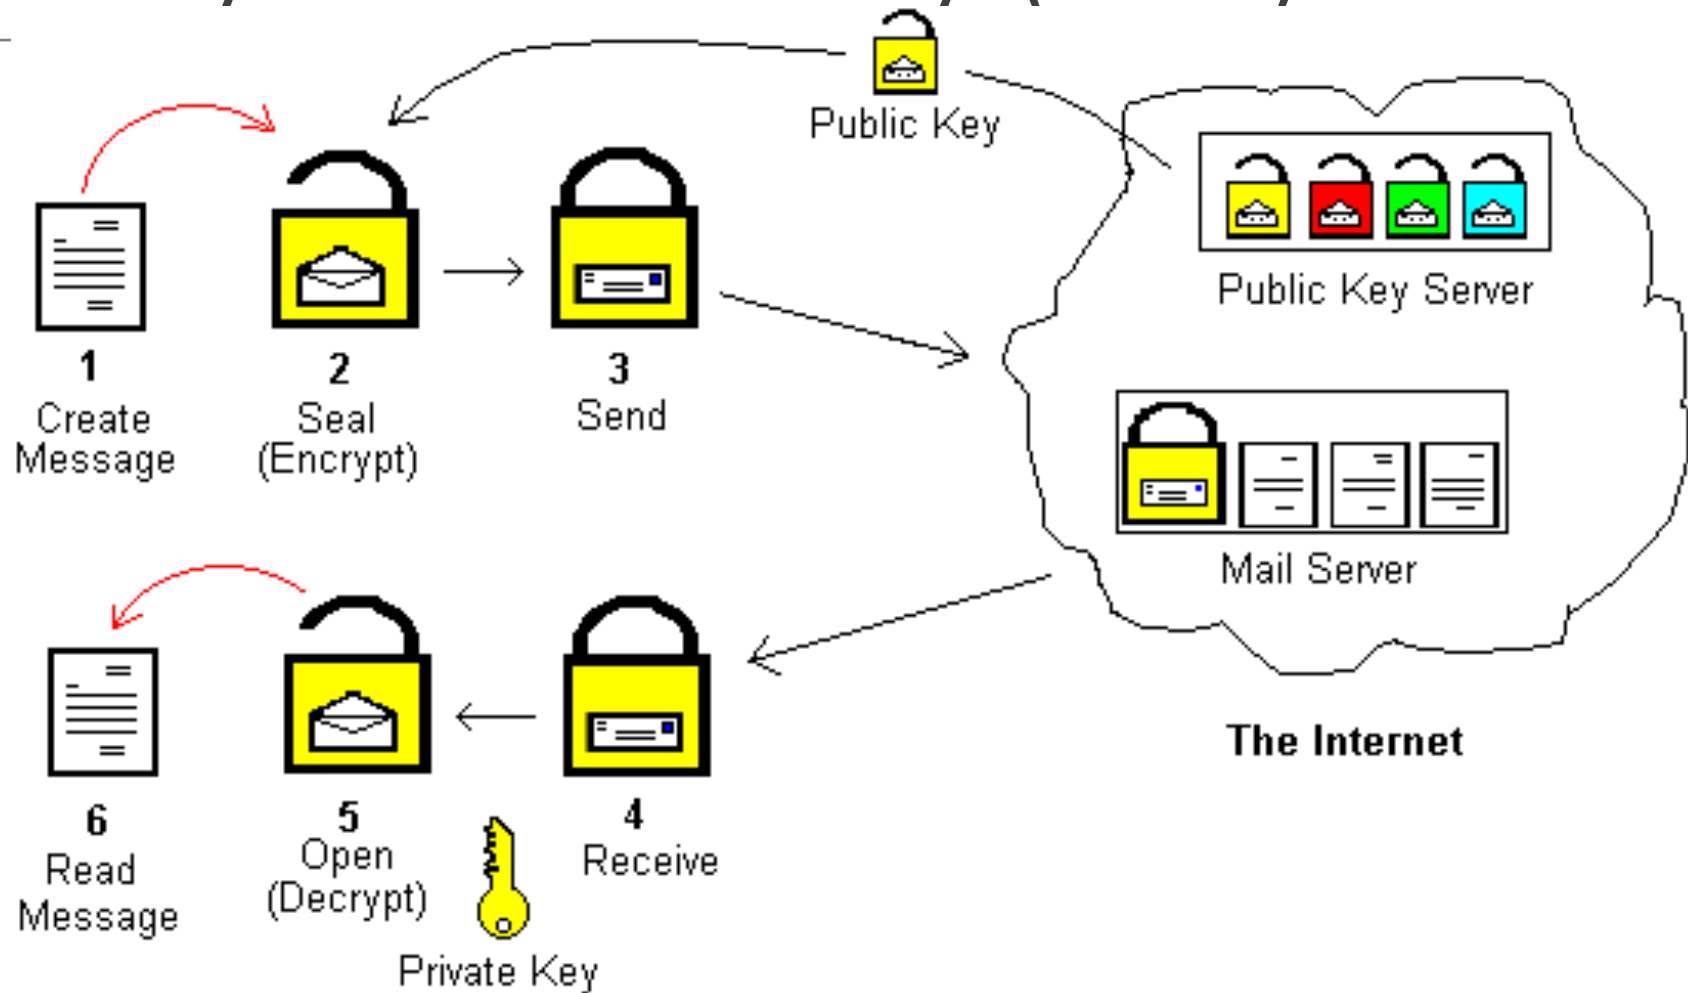 Public Key
Public Key Server
1
Create
Message
2
Seal
(Encrypt)
3
Send
Mail Server
The Internet
4
Receive
5
Open
(Decrypt)
Private Key
6
Read
Message